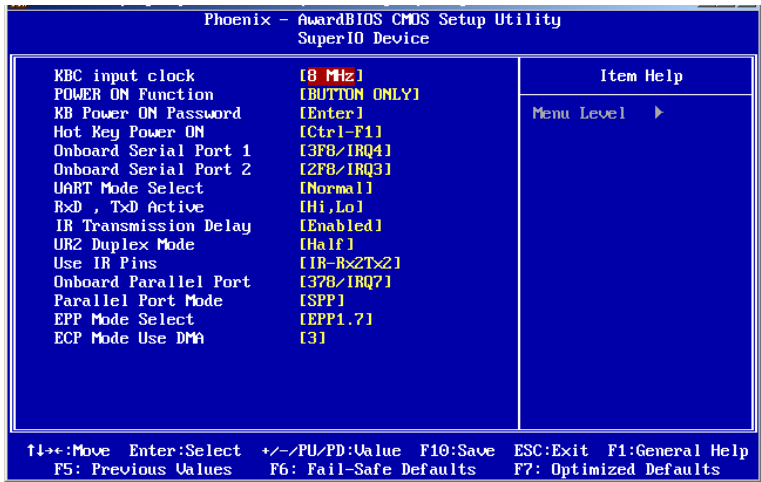 Phoenix - AwardBIOS CMOS Setup Utility
SuperIO Device
KBC input clock [8 MHz]
POWER ON Function [BUTTON ONLY]
KB Power ON Password [Enter]
Hot Key Power ON [Ctrl-F1]
Onboard Serial Port 1 [3F8/IRQ4]
Onboard Serial Port 2 [2F8/IRQ3]
UART Mode Select [Normal]
RxD , TxD Active [Hi,Lo]
IR Transmission Delay [Enabled]
UR2 Duplex Mode [Half]
Use IR Pins [IR-Rx2Tx2]
Onboard Parallel Port [378/IRQ7]
Parallel Port Mode [SPP]
EPP Mode Select [EPP1.7]
ECP Mode Use DMA [3]
Item Help
Menu Level ▶
↑↓→←:Move Enter:Select +/-/PU/PD:Value F10:Save ESC:Exit F1:General Help
F5: Previous Values F6: Fail-Safe Defaults F7: Optimized Defaults